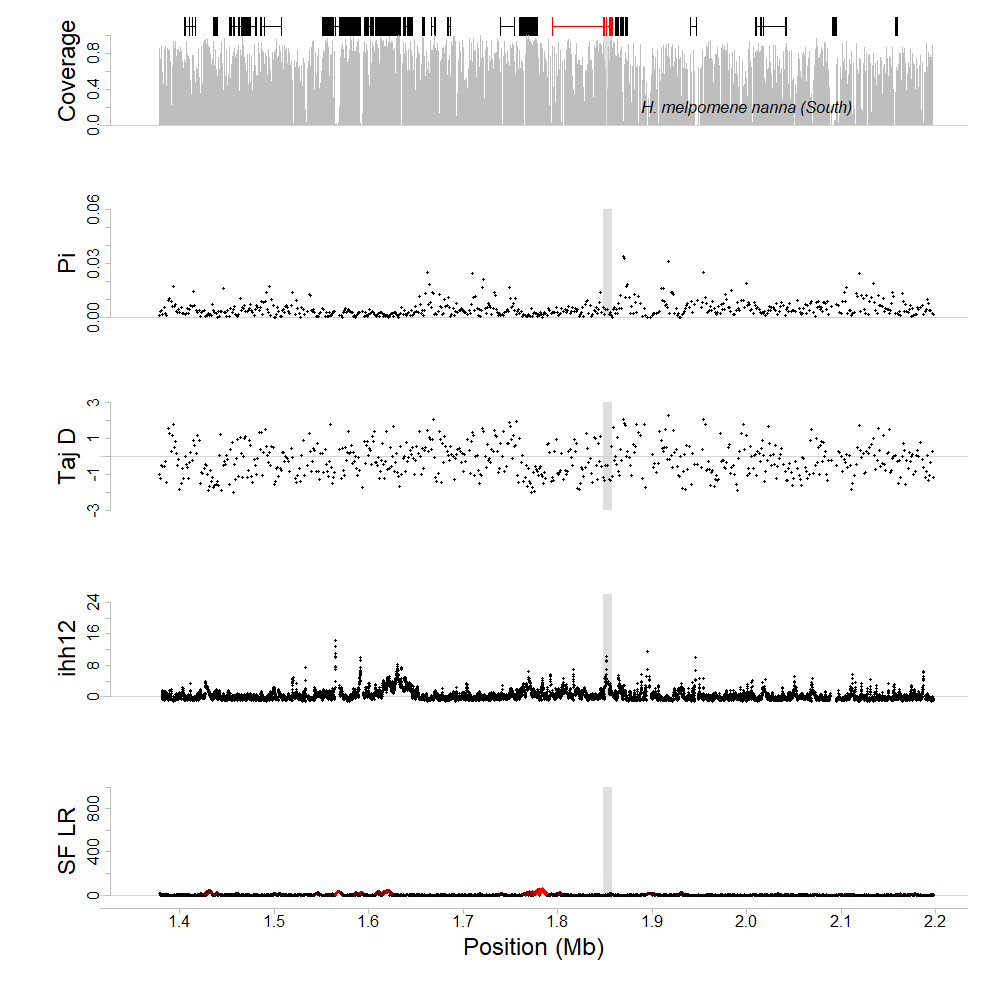 Coverage
0.0
0.4
0.8
H. melpomene nanna (South)
Pi
0.00
0.03
0.06
Taj D
-3
-1
1
3
ihh12
0
8
16
24
SF LR
0
400
800
1.4 1.5 1.6 1.7 1.8 1.9 2.0 2.1 2.2
Position (Mb)